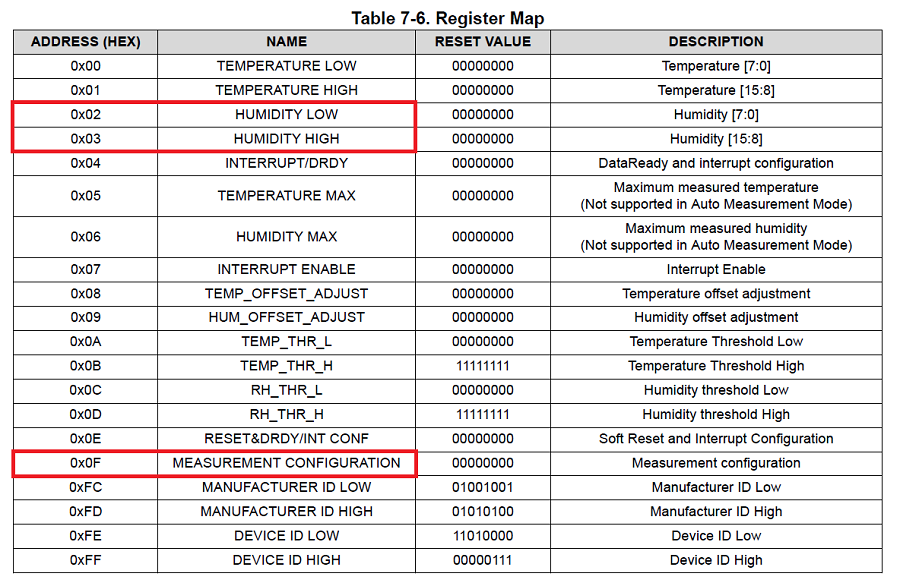 Table 7-6. Register Map
ADDRESS (HEX) NAME RESET VALUE DESCRIPTION
0x00 TEMPERATURE LOW 00000000 Temperature [7:0]
0x01 TEMPERATURE HIGH 00000000 Temperature [15:8]
0x02 HUMIDITY LOW 00000000 Humidity [7:0]
0x03 HUMIDITY HIGH 00000000 Humidity [15:8]
0x04 INTERRUPT/DRDY 00000000 DataReady and interrupt configuration
0x05 TEMPERATURE MAX 00000000 Maximum measured temperature
(Not supported in Auto Measurement Mode)
0x06 HUMIDITY MAX 00000000 Maximum measured humidity
(Not supported in Auto Measurement Mode)
0x07 INTERRUPT ENABLE 00000000 Interrupt Enable
0x08 TEMP_OFFSET_ADJUST 00000000 Temperature offset adjustment
0x09 HUM_OFFSET_ADJUST 00000000 Humidity offset adjustment
0x0A TEMP_THR_L 00000000 Temperature Threshold Low
0x0B TEMP_THR_H 11111111 Temperature Threshold High
0x0C RH_THR_L 00000000 Humidity threshold Low
0x0D RH_THR_H 11111111 Humidity threshold High
0x0E RESET&DRDY/INT CONF 00000000 Soft Reset and Interrupt Configuration
0x0F MEASUREMENT CONFIGURATION 00000000 Measurement configuration
0xFC MANUFACTURER ID LOW 01001001 Manufacturer ID Low
0xFD MANUFACTURER ID HIGH 01010100 Manufacturer ID High
0xFE DEVICE ID LOW 11010000 Device ID Low
0xFF DEVICE ID HIGH 00000111 Device ID High